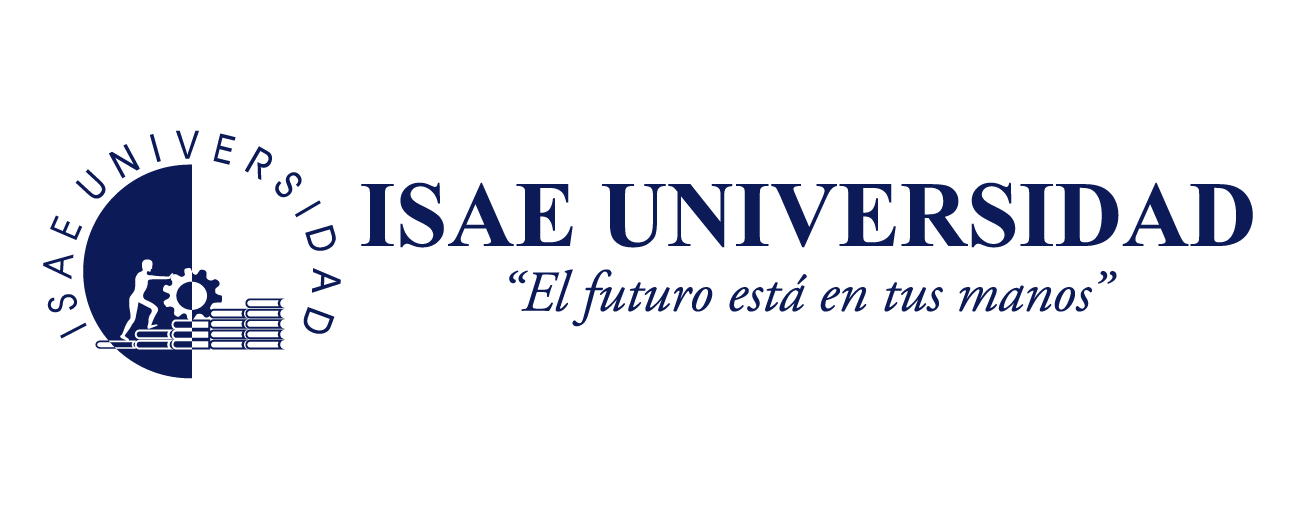 ISAE UNIVERSIDAD
ISAE UNIVERSIDAD
“El futuro está en tus manos”